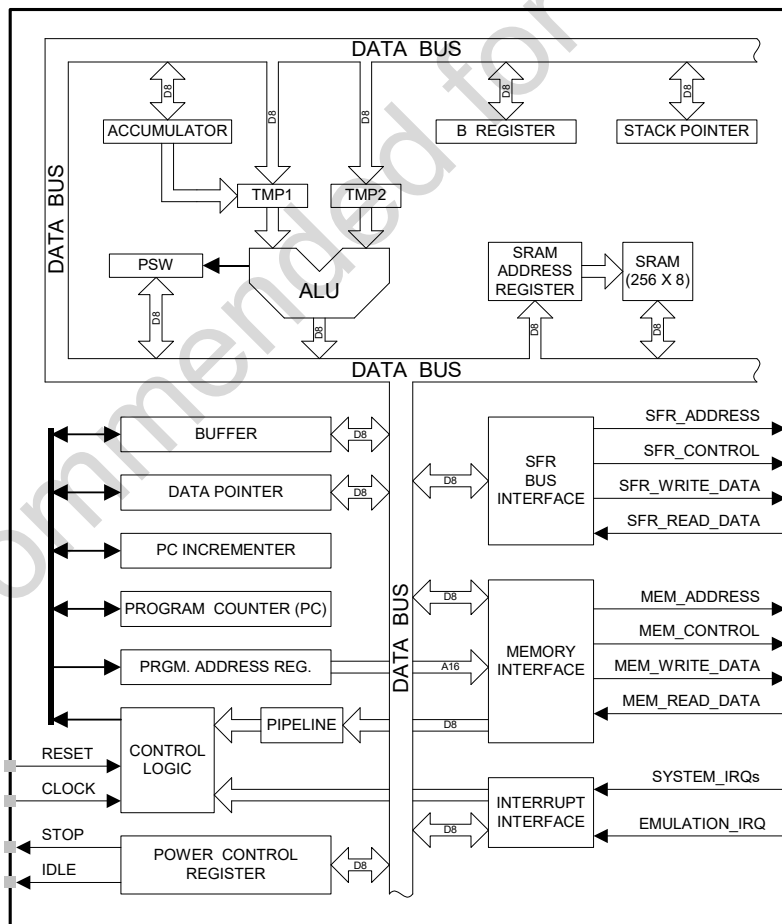 DATA BUS
D8
D8
D8
D8
D8
ACCUMULATOR
B REGISTER
STACK POINTER
DATA BUS
TMP1
TMP2
PSW
ALU
SRAM
ADDRESS
REGISTER
SRAM
(256 X 8)
D8
D8
D8
D8
DATA BUS
BUFFER
D8
DATA POINTER
D8
PC INCREMENTER
PROGRAM COUNTER (PC)
PRGM. ADDRESS REG.
A16
DATA BUS
D8
SFR
BUS
INTERFACE
SFR_ADDRESS
SFR_CONTROL
SFR_WRITE_DATA
SFR_READ_DATA
D8
MEMORY
INTERFACE
MEM_ADDRESS
MEM_CONTROL
MEM_WRITE_DATA
MEM_READ_DATA
CONTROL
LOGIC
PIPELINE
D8
RESET
CLOCK
INTERRUPT
INTERFACE
SYSTEM_IRQs
EMULATION_IRQ
D8
STOP
IDLE
POWER CONTROL
REGISTER
D8
ommended for